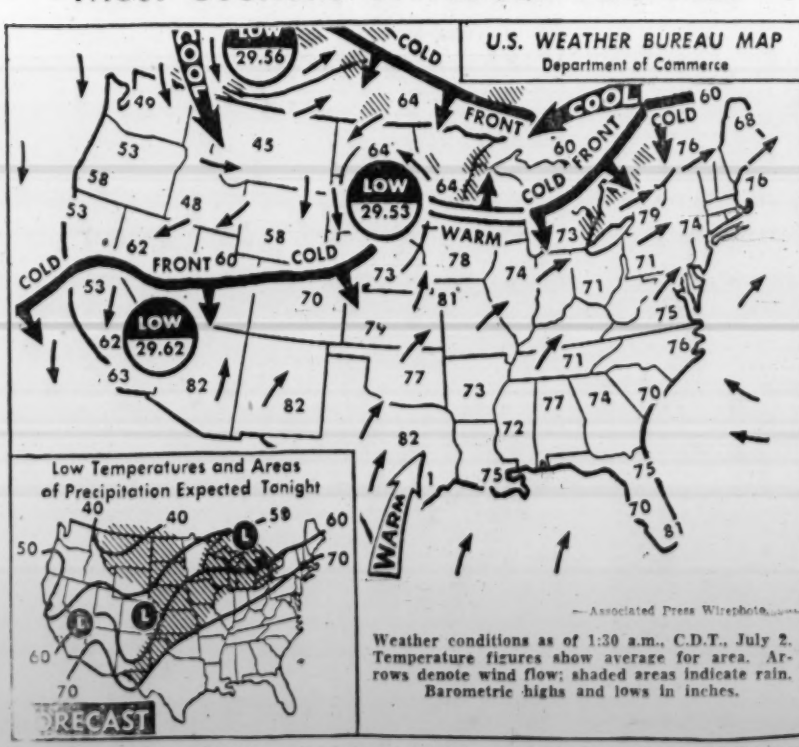 U.S. WEATHER BUREAU MAP
Department of Commerce
LOW
29.56
COOL
COLD
FRONT
COOL
60
COLD
FRONT
COLD
49
53
58
53
48
62
45
58
60
64
64
64
60
76
68
76
79
74
73
LOW
29.53
WARM
COLD
FRONT
COLD
53
62
63
LOW
29.62
82
82
70
73
74
81
78
74
71
71
75
76
71
77
73
72
77
74
70
82
75
75
70
81
1
WARM
Low Temperatures and Areas
of Precipitation Expected Tonight
40
40
L
50
60
70
50
L
L
60
70
Associated Press Wirephoto
Weather conditions as of 1:30 a.m., C.D.T., July 2.
Temperature figures show average for area. Ar-
rows denote wind flow; shaded areas indicate rain.
Barometric highs and lows in inches.